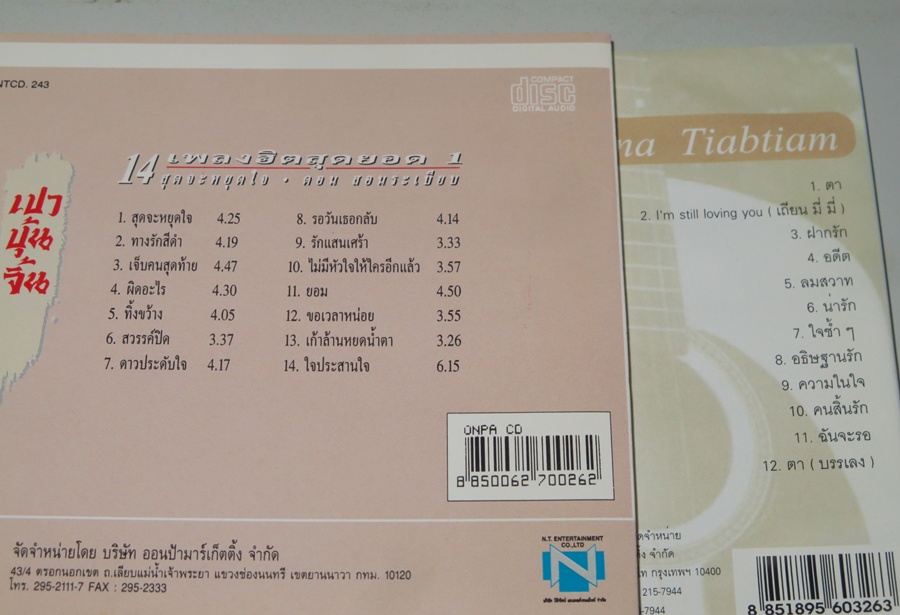 NTCD. 243
COMPACT
disc
DIGITAL AUDIO
14 เพลงฮิตสุดยอด 1
สุดจะหยุดใจ • ตอน สอนระเบียบ
เปา
บุ้น
จิ้น
1. สุดจะหยุดใจ 4.25
2. ทางรักสีดำ 4.19
3. เจ็บคนสุดท้าย 4.47
4. ผิดอะไร 4.30
5. ทิ้งขว้าง 4.05
6. สวรรค์ปิด 3.37
7. ดาวประดับใจ 4.17
8. รอวันเธอกลับ 4.14
9. รักแสนเศร้า 3.33
10. ไม่มีหัวใจให้ใครอีกแล้ว 3.57
11. ยอม 4.50
12. ขอเวลาหน่อย 3.55
13. เก้าล้านหยดน้ำตา 3.26
14. ใจประสานใจ 6.15
ONPA CD
8 850062 700262
จัดจำหน่ายโดย บริษัท ออนป้ามาร์เก็ตติ้ง จำกัด
43/4 ตรอกนอกเขต ถ.เลียบแม่น้ำเจ้าพระยา แขวงช่องนนทรี เขตยานนาวา กทม. 10120
โทร. 295-2111-7 FAX : 295-2333
N.T. ENTERTAINMENT
CO.,LTD
N
na Tiabtiam
1. ตา
2. I'm still loving you ( เถียน มี่ มี่ )
3. ฝากรัก
4. อดีต
5. ลมสวาท
6. น่ารัก
7. ใจช้ำ ๆ
8. อธิษฐานรัก
9. ความในใจ
10. คนสิ้นรัก
11. ฉันจะรอ
12. ตา ( บรรเลง )
จำหน่าย
จำกัด
กรุงเทพฯ 10400
215-7944
-7944
8 851895 603263